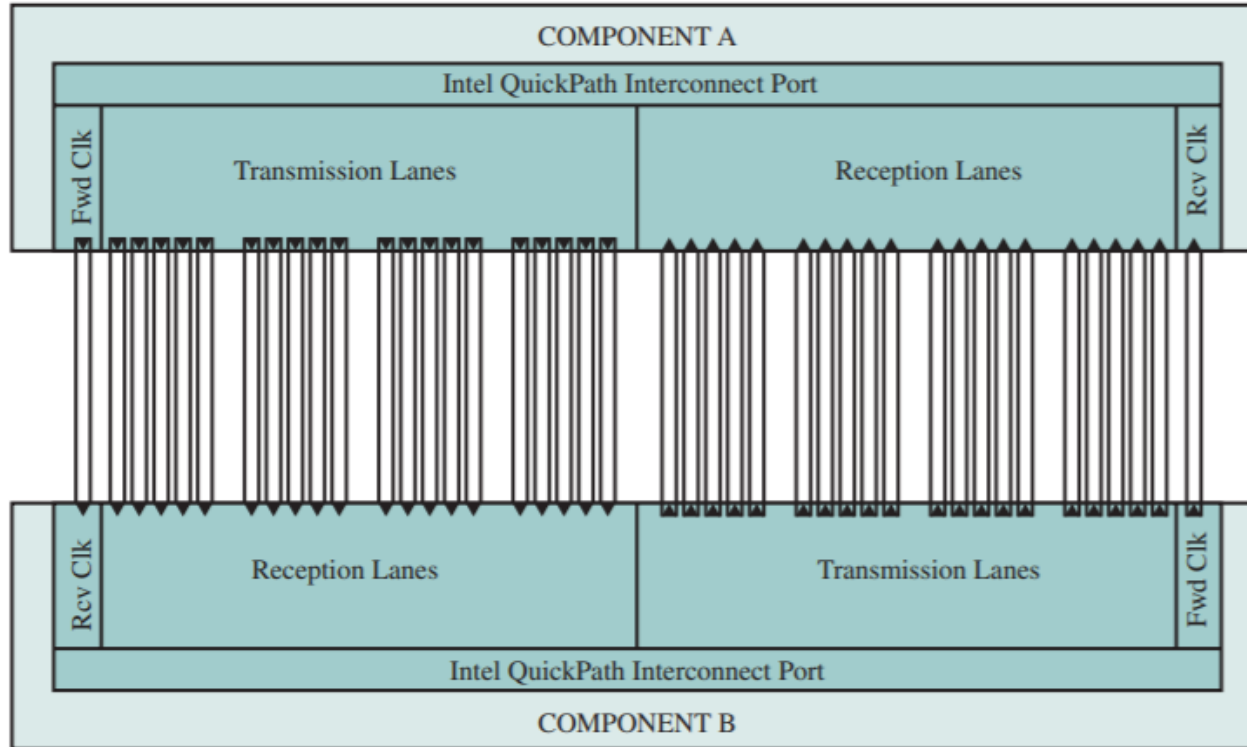 COMPONENT A
Intel QuickPath Interconnect Port
Fwd Clk
Transmission Lanes
Reception Lanes
Rcv Clk
Rcv Clk
Reception Lanes
Transmission Lanes
Fwd Clk
Intel QuickPath Interconnect Port
COMPONENT B